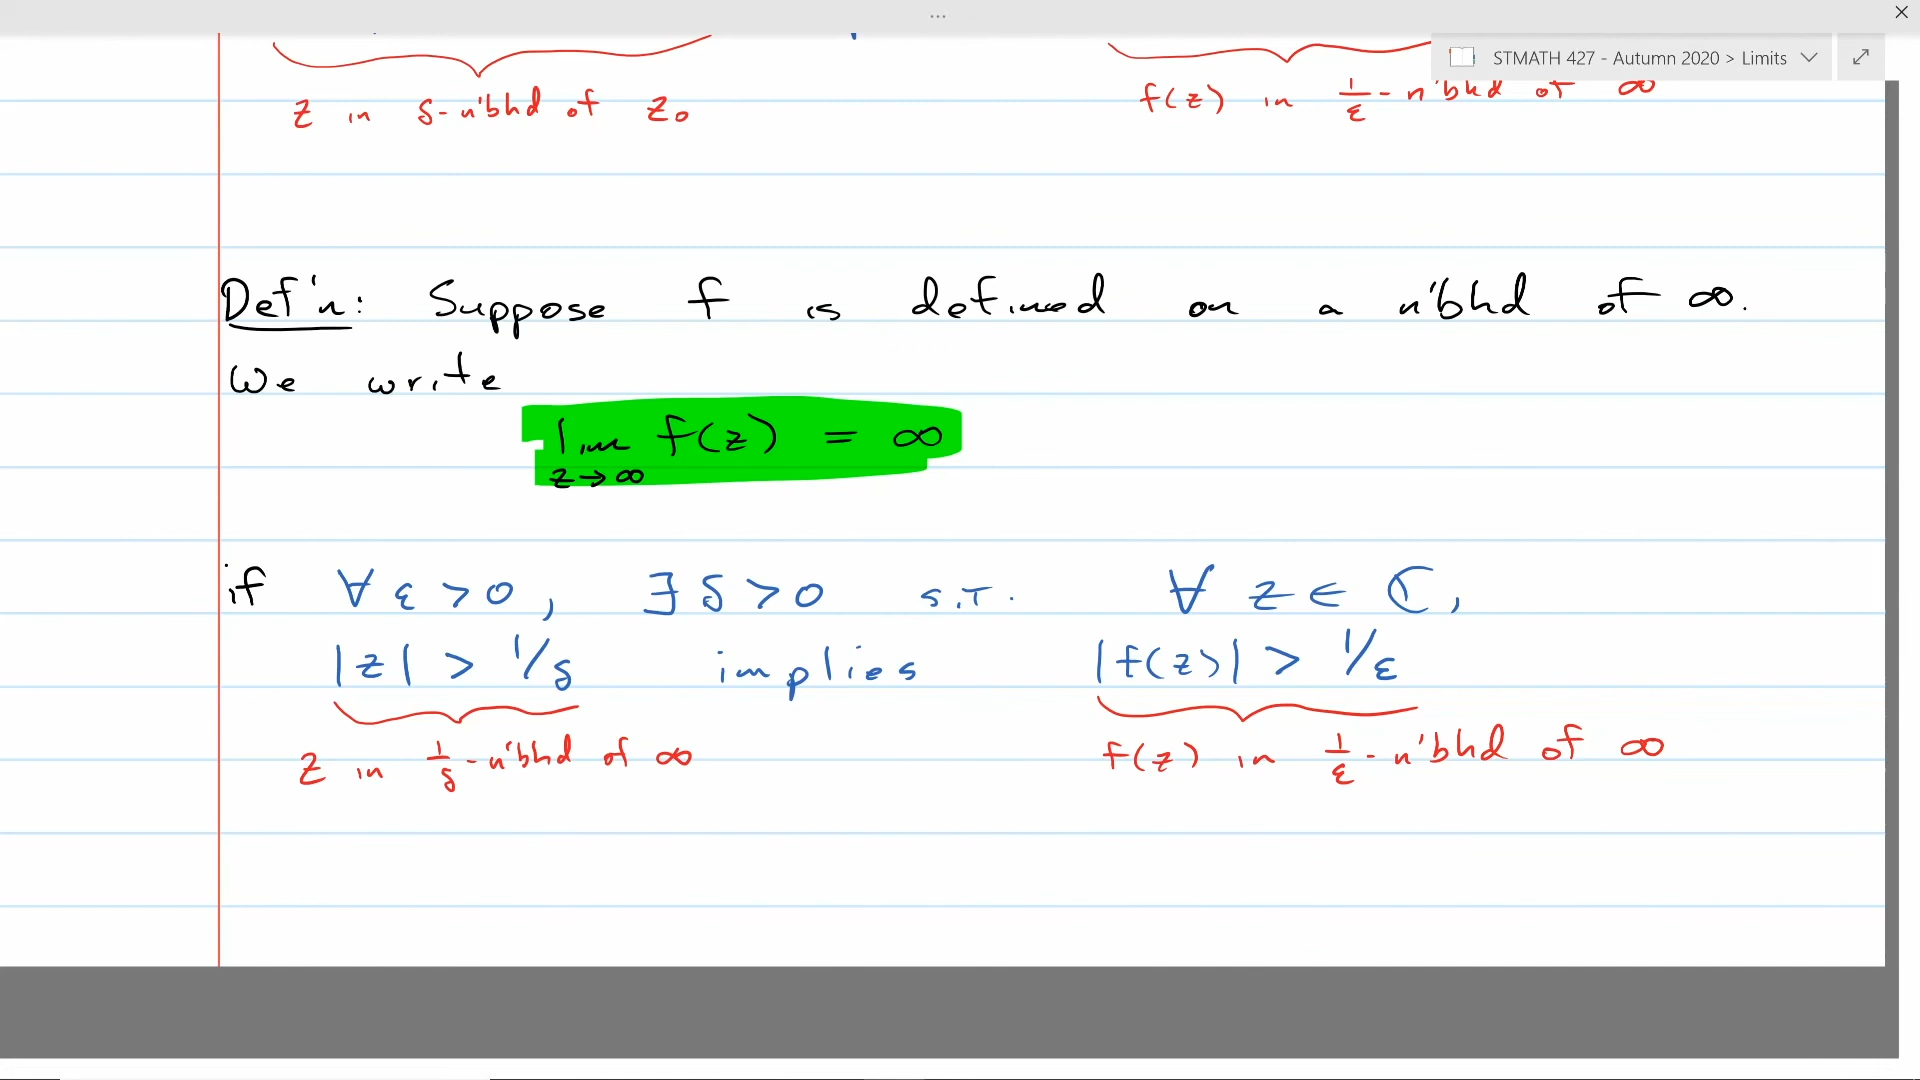 ...
STMATH 427 - Autumn 2020 > Limits
z in δ-n'bhd of z₀ f(z) in 1/ε - n'bhd of ∞
Def'n: Suppose f is defined on a n'bhd of ∞.
We write
lim f(z) = ∞
z→∞
if ∀ ε > 0, ∃ δ > 0 s.t. ∀ z ∈ ℂ,
|z| > 1/δ implies |f(z)| > 1/ε
z in 1/δ - n'bhd of ∞ f(z) in 1/ε - n'bhd of ∞